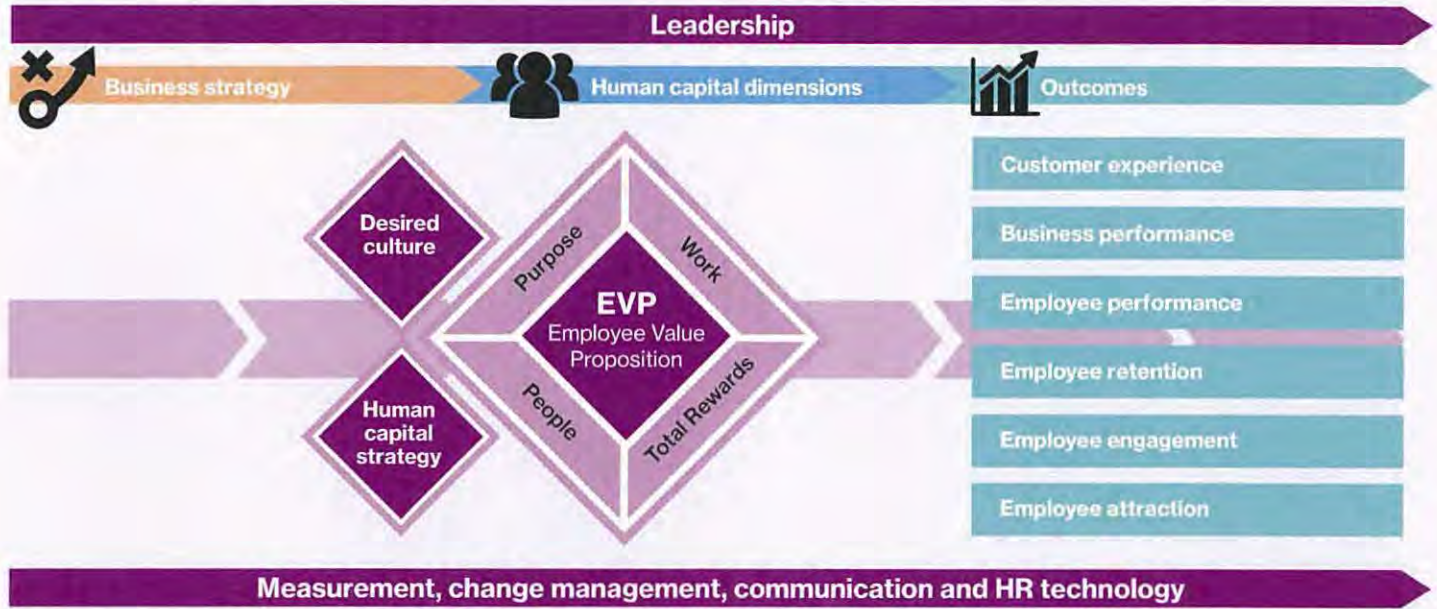 Leadership
Business strategy
Human capital dimensions
Outcomes
Desired
culture
Human
capital
strategy
Purpose
Work
People
Total Rewards
EVP
Employee Value
Proposition
Customer experience
Business performance
Employee performance
Employee retention
Employee engagement
Employee attraction
Measurement, change management, communication and HR technology